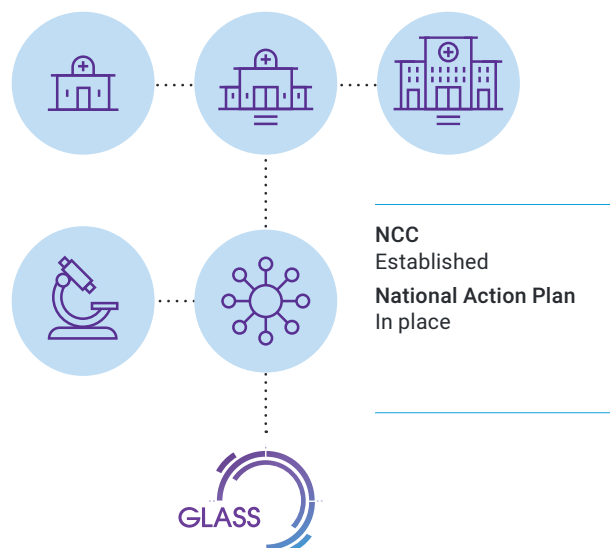 NCC
Established
National Action Plan
In place
GLASS